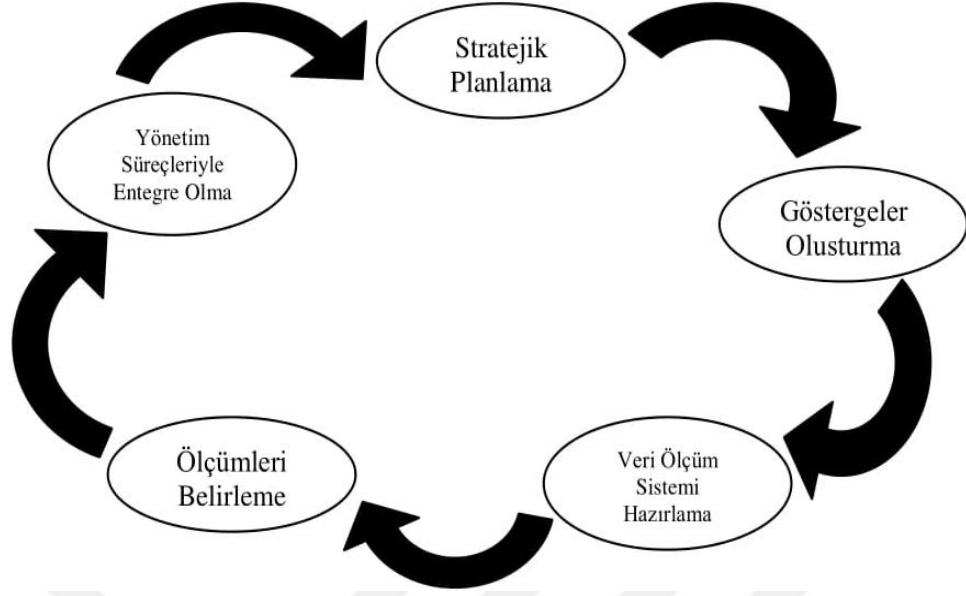 Stratejik
Planlama
Göstergeler
Olusturma
Veri Ölçüm
Sistemi
Hazırlama
Ölçümleri
Belirleme
Yönetim
Süreçleriyle
Entegre Olma